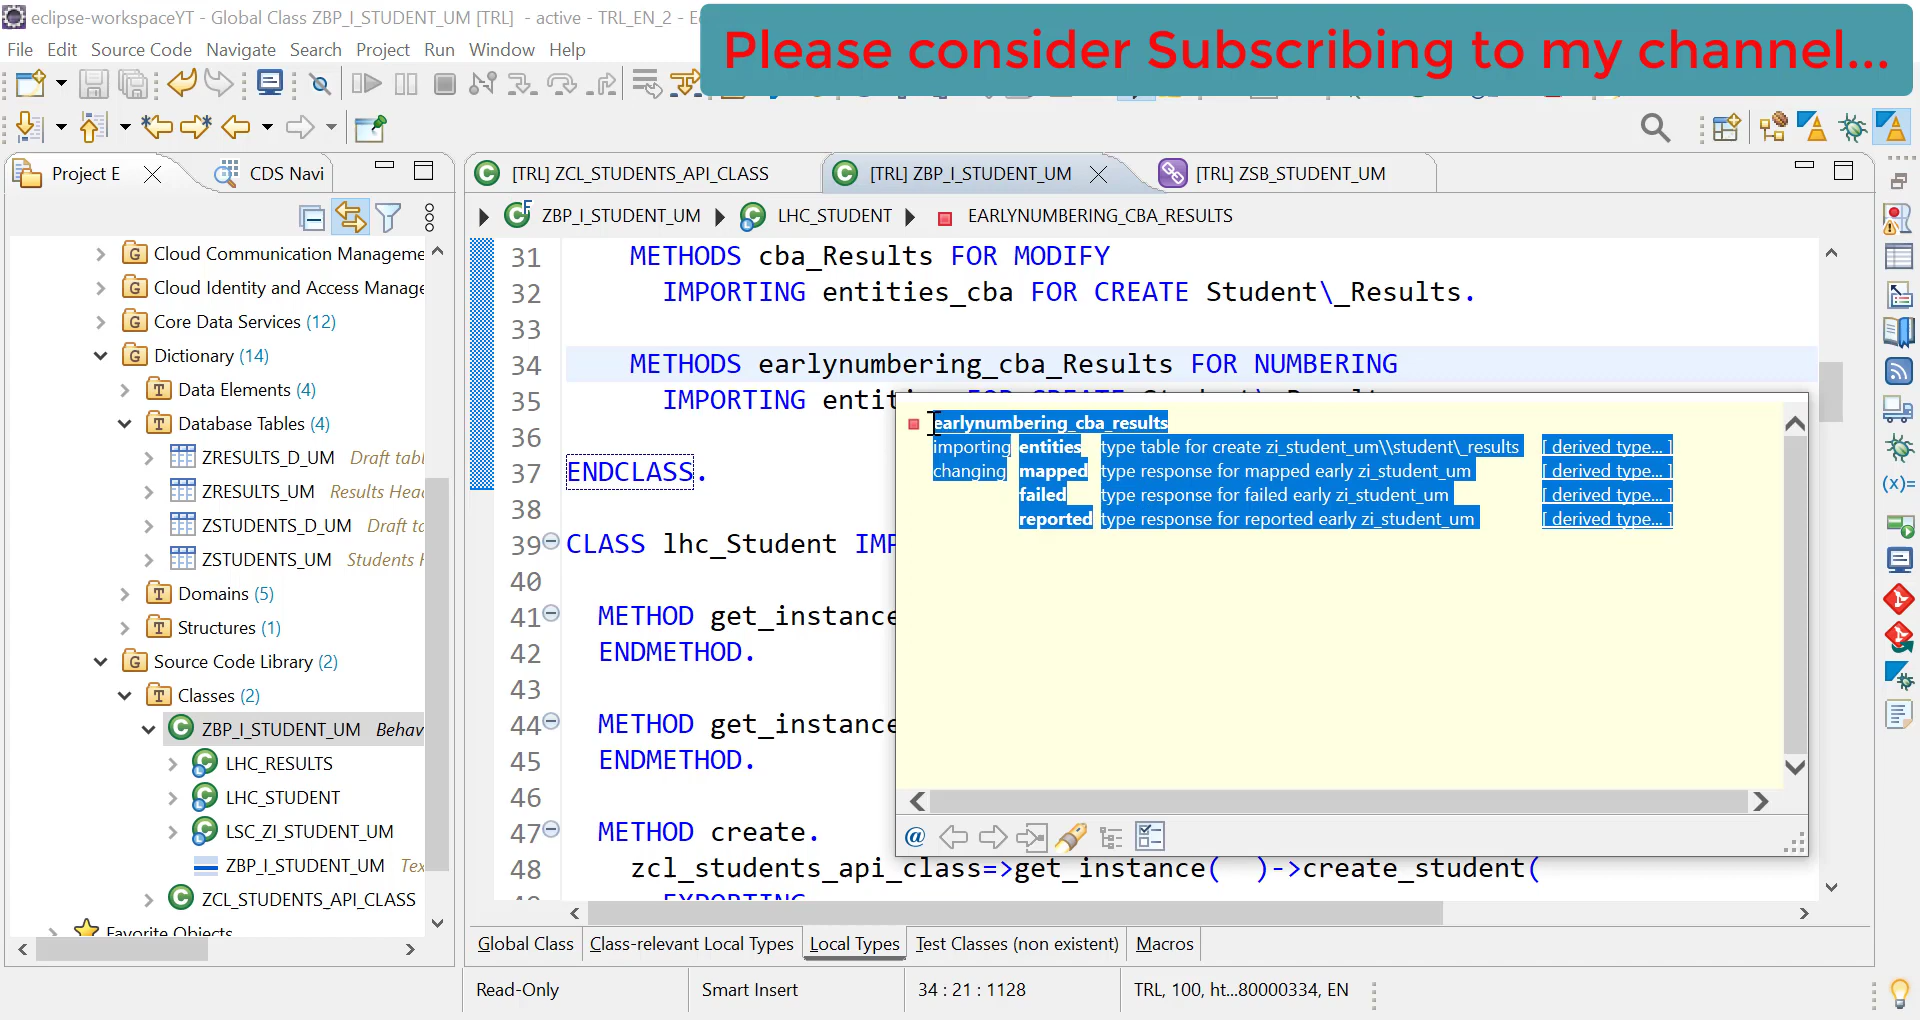 eclipse-workspaceYT - Global Class ZBP_I_STUDENT_UM [TRL] - active - TRL_EN_2 -
Please consider Subscribing to my channel...
File Edit Source Code Navigate Search Project Run Window Help
Project E
CDS Navi
[TRL] ZCL_STUDENTS_API_CLASS
[TRL] ZBP_I_STUDENT_UM
[TRL] ZSB_STUDENT_UM
ZBP_I_STUDENT_UM LHC_STUDENT EARLYNUMBERING_CBA_RESULTS
Cloud Communication Manageme
Cloud Identity and Access Manage
Core Data Services (12)
Dictionary (14)
Data Elements (4)
Database Tables (4)
ZRESULTS_D_UM Draft tabl
ZRESULTS_UM Results Head
ZSTUDENTS_D_UM Draft ta
ZSTUDENTS_UM Students
Domains (5)
Structures (1)
Source Code Library (2)
Classes (2)
ZBP_I_STUDENT_UM Behav
LHC_RESULTS
LHC_STUDENT
LSC_ZI_STUDENT_UM
ZBP_I_STUDENT_UM Tex
ZCL_STUDENTS_API_CLASS
Favorite Objects
31 METHODS cba_Results FOR MODIFY
32 IMPORTING entities_cba FOR CREATE Student\_Results.
33
34 METHODS earlynumbering_cba_Results FOR NUMBERING
35 IMPORTING entiti
36
37 ENDCLASS.
38
39 CLASS lhc_Student IMP
40
41 METHOD get_instance
42 ENDMETHOD.
43
44 METHOD get_instance
45 ENDMETHOD.
46
47 METHOD create.
48 zcl_students_api_class=>get_instance( )->create_student(
EXPORTING
earlynumbering_cba_results
importing entities type table for create zi_student_um\\student\_results [ derived type... ]
changing mapped type response for mapped early zi_student_um [ derived type... ]
failed type response for failed early zi_student_um [ derived type... ]
reported type response for reported early zi_student_um [ derived type... ]
@
Global Class Class-relevant Local Types Local Types Test Classes (non existent) Macros
Read-Only Smart Insert 34 : 21 : 1128 TRL, 100, ht...80000334, EN